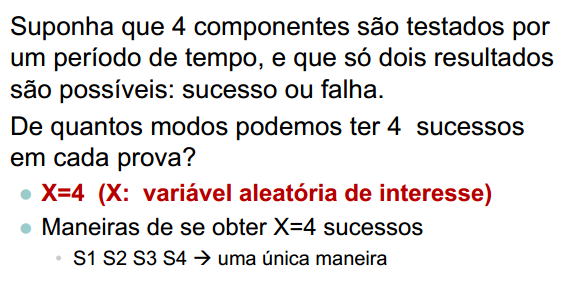 Suponha que 4 componentes são testados por
um período de tempo, e que só dois resultados
são possíveis: sucesso ou falha.
De quantos modos podemos ter 4 sucessos
em cada prova?
● X=4 (X: variável aleatória de interesse)
● Maneiras de se obter X=4 sucessos
• S1 S2 S3 S4 → uma única maneira